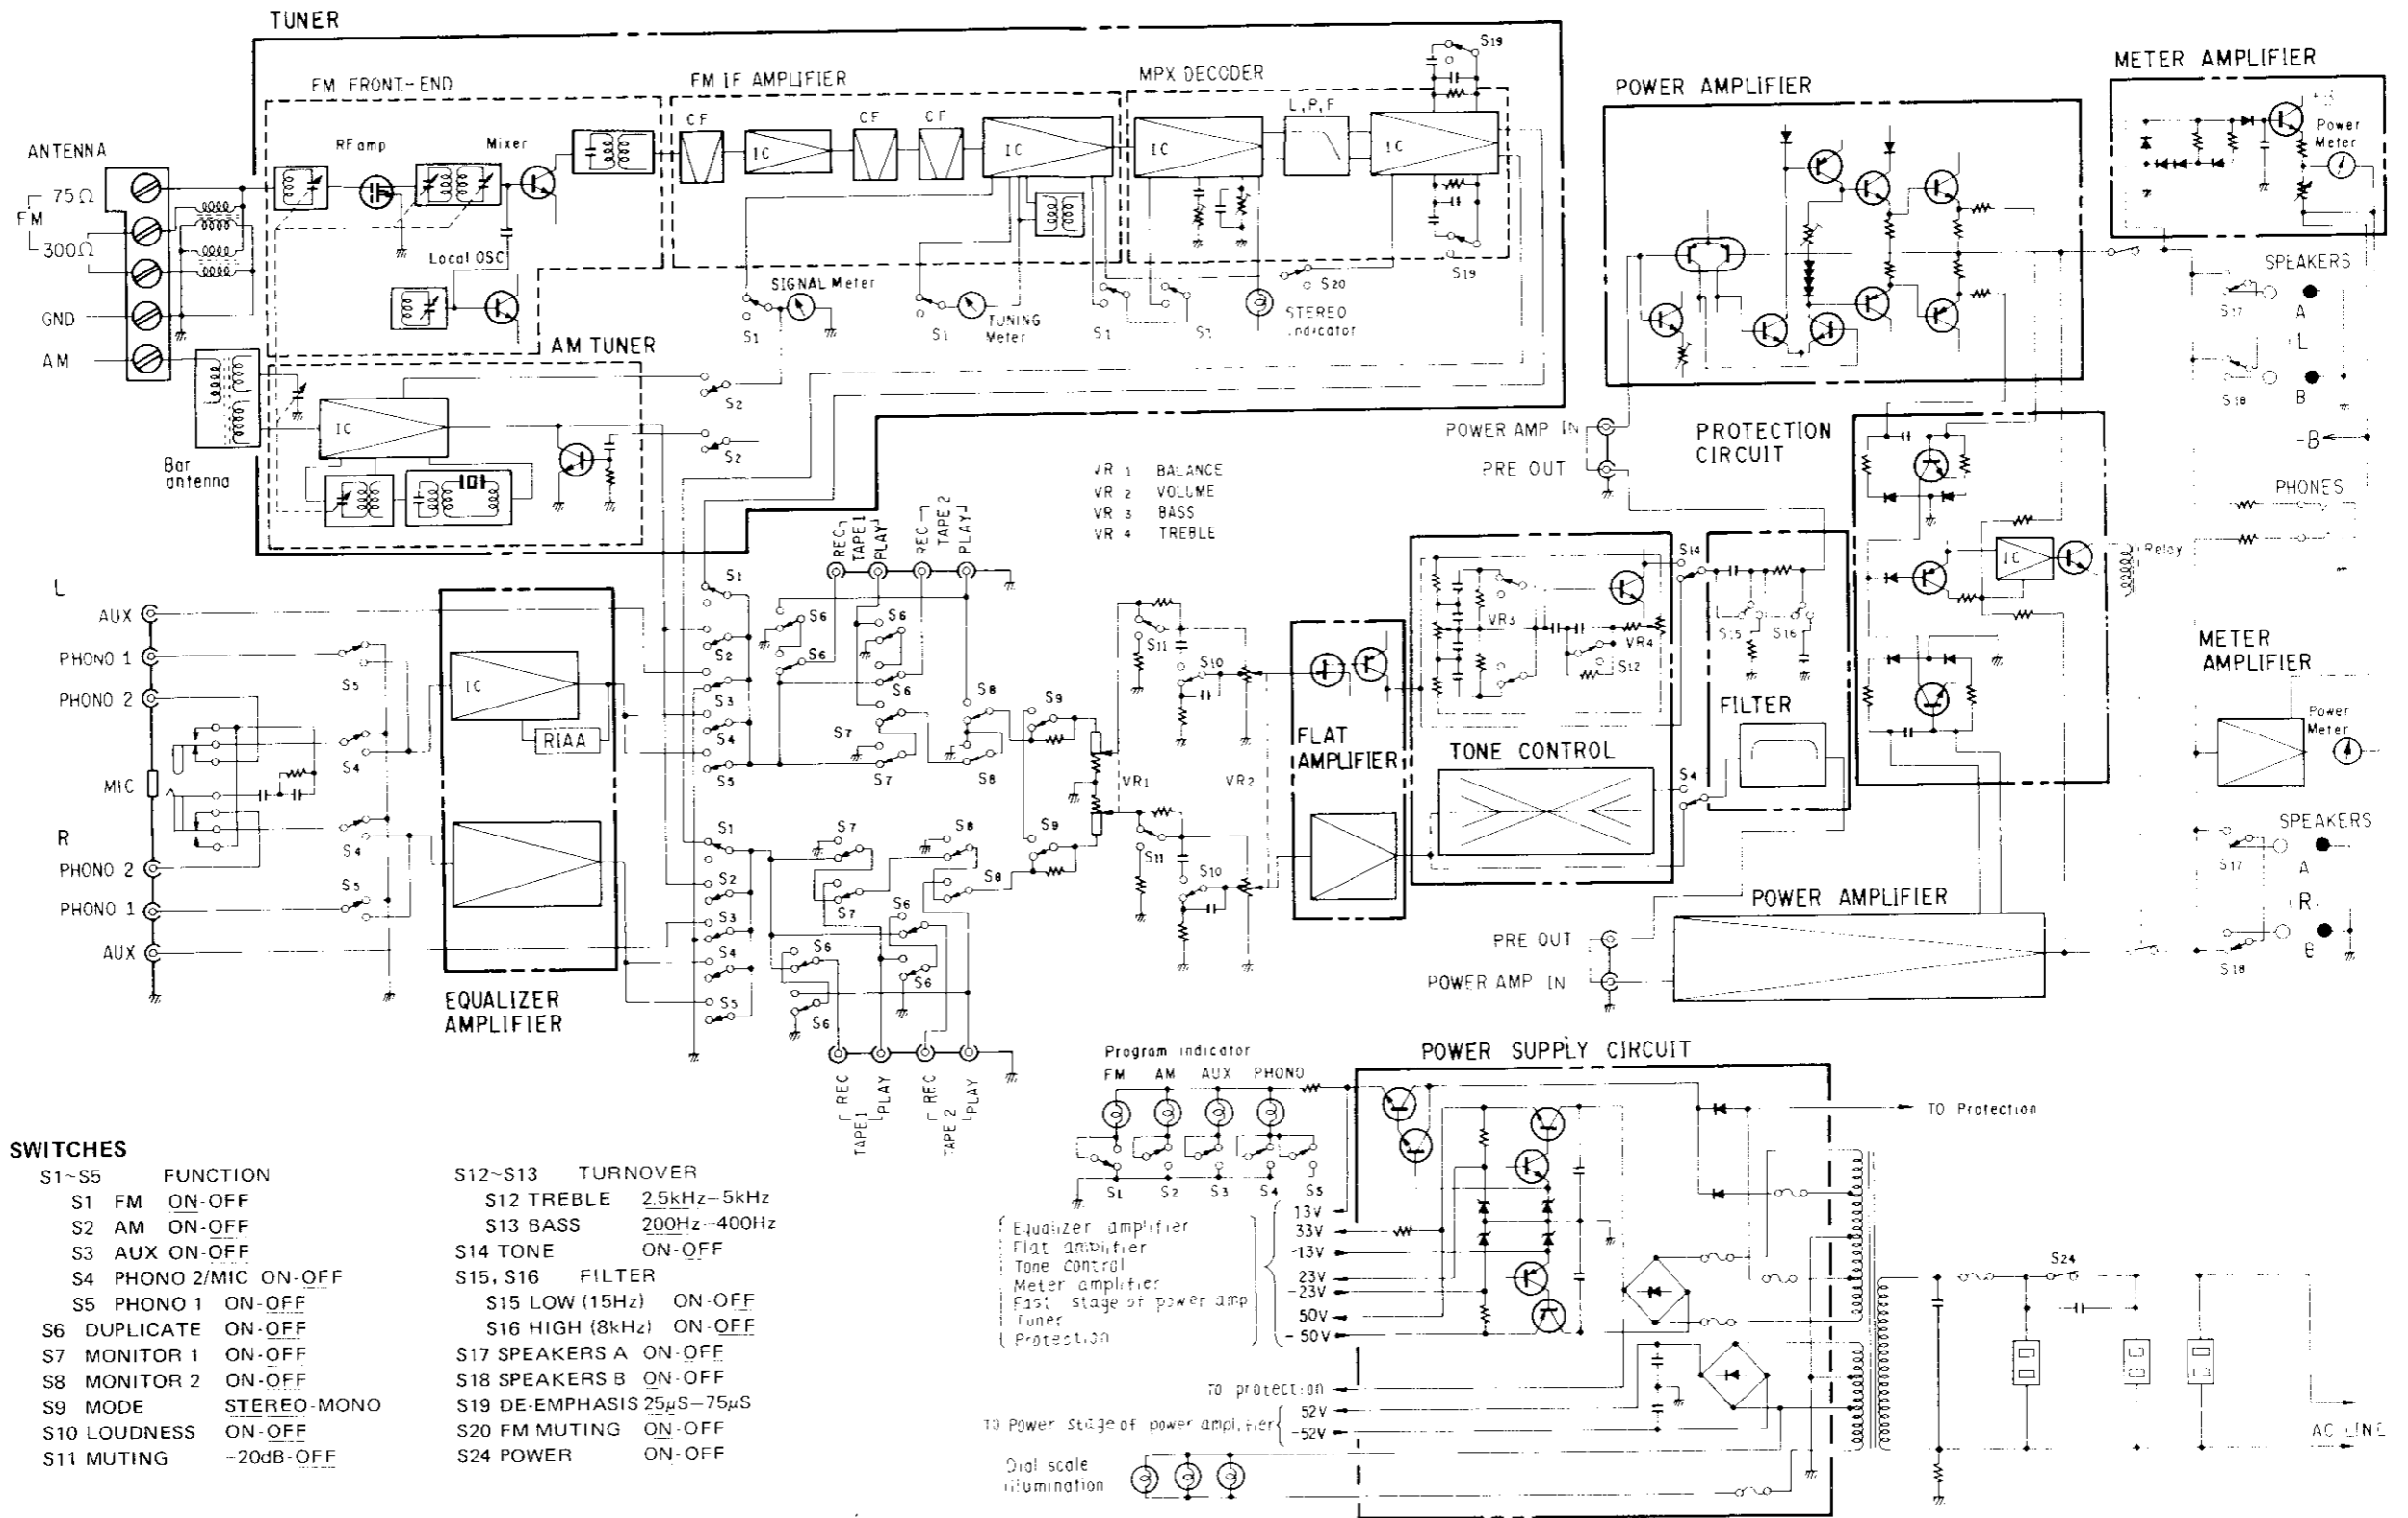 TUNER
FM FRONT-END
FM IF AMPLIFIER
MPX DECODER
S19
POWER AMPLIFIER
METER AMPLIFIER
+B
Power
Meter
ANTENNA
75Ω
FM
300Ω
GND
AM
RF amp
Mixer
Local OSC
CF
IC
CF
CF
IC
IC
L.P.F
IC
S19
S20
S1
SIGNAL Meter
S1
TUNING
Meter
S1
STEREO
SPEAKERS
S17
A
L
S18
B
-B
PHONES
AM TUNER
IC
S2
S2
Bar
antenna
POWER AMP IN
PRE OUT
PROTECTION
CIRCUIT
IC
Relay
VR 1 BALANCE
VR 2 VOLUME
VR 3 BASS
VR 4 TREBLE
REC
TAPE 1
PLAY
REC
TAPE 2
PLAY
L
AUX
PHONO 1
PHONO 2
MIC
R
PHONO 2
PHONO 1
AUX
S5
S4
S4
S5
IC
RIAA
EQUALIZER
AMPLIFIER
S1
S2
S3
S4
S5
S6
S6
S6
S6
S7
S7
S8
S8
S9
S11
S10
VR1
VR2
S1
S2
S3
S4
S5
S7
S7
S8
S8
S9
S6
S6
S6
S6
S11
S10
FLAT
AMPLIFIER
VR3
VR4
S12
TONE CONTROL
S14
S15
S16
S4
FILTER
METER
AMPLIFIER
Power
Meter
SPEAKERS
S17
A
R
S18
B
POWER AMPLIFIER
PRE OUT
POWER AMP IN
REC
TAPE 1
PLAY
REC
TAPE 2
PLAY
Program indicator
FM AM AUX PHONO
S1 S2 S3 S4 S5
POWER SUPPLY CIRCUIT
TO Protection
Equalizer amplifier
Flat amplifier
Tone control
Meter amplifier
Fast stage of power amp
Tuner
Protection
13V
33V
-13V
23V
-23V
50V
-50V
TO protection
TO Power stage of power amplifier
52V
-52V
Dial scale
illumination
S24
AC LINE
SWITCHES
S1~S5 FUNCTION
S1 FM ON-OFF
S2 AM ON-OFF
S3 AUX ON-OFF
S4 PHONO 2/MIC ON-OFF
S5 PHONO 1 ON-OFF
S6 DUPLICATE ON-OFF
S7 MONITOR 1 ON-OFF
S8 MONITOR 2 ON-OFF
S9 MODE STEREO-MONO
S10 LOUDNESS ON-OFF
S11 MUTING -20dB-OFF
S12~S13 TURNOVER
S12 TREBLE 2.5kHz-5kHz
S13 BASS 200Hz-400Hz
S14 TONE ON-OFF
S15, S16 FILTER
S15 LOW (15Hz) ON-OFF
S16 HIGH (8kHz) ON-OFF
S17 SPEAKERS A ON-OFF
S18 SPEAKERS B ON-OFF
S19 DE-EMPHASIS 25μS-75μS
S20 FM MUTING ON-OFF
S24 POWER ON-OFF